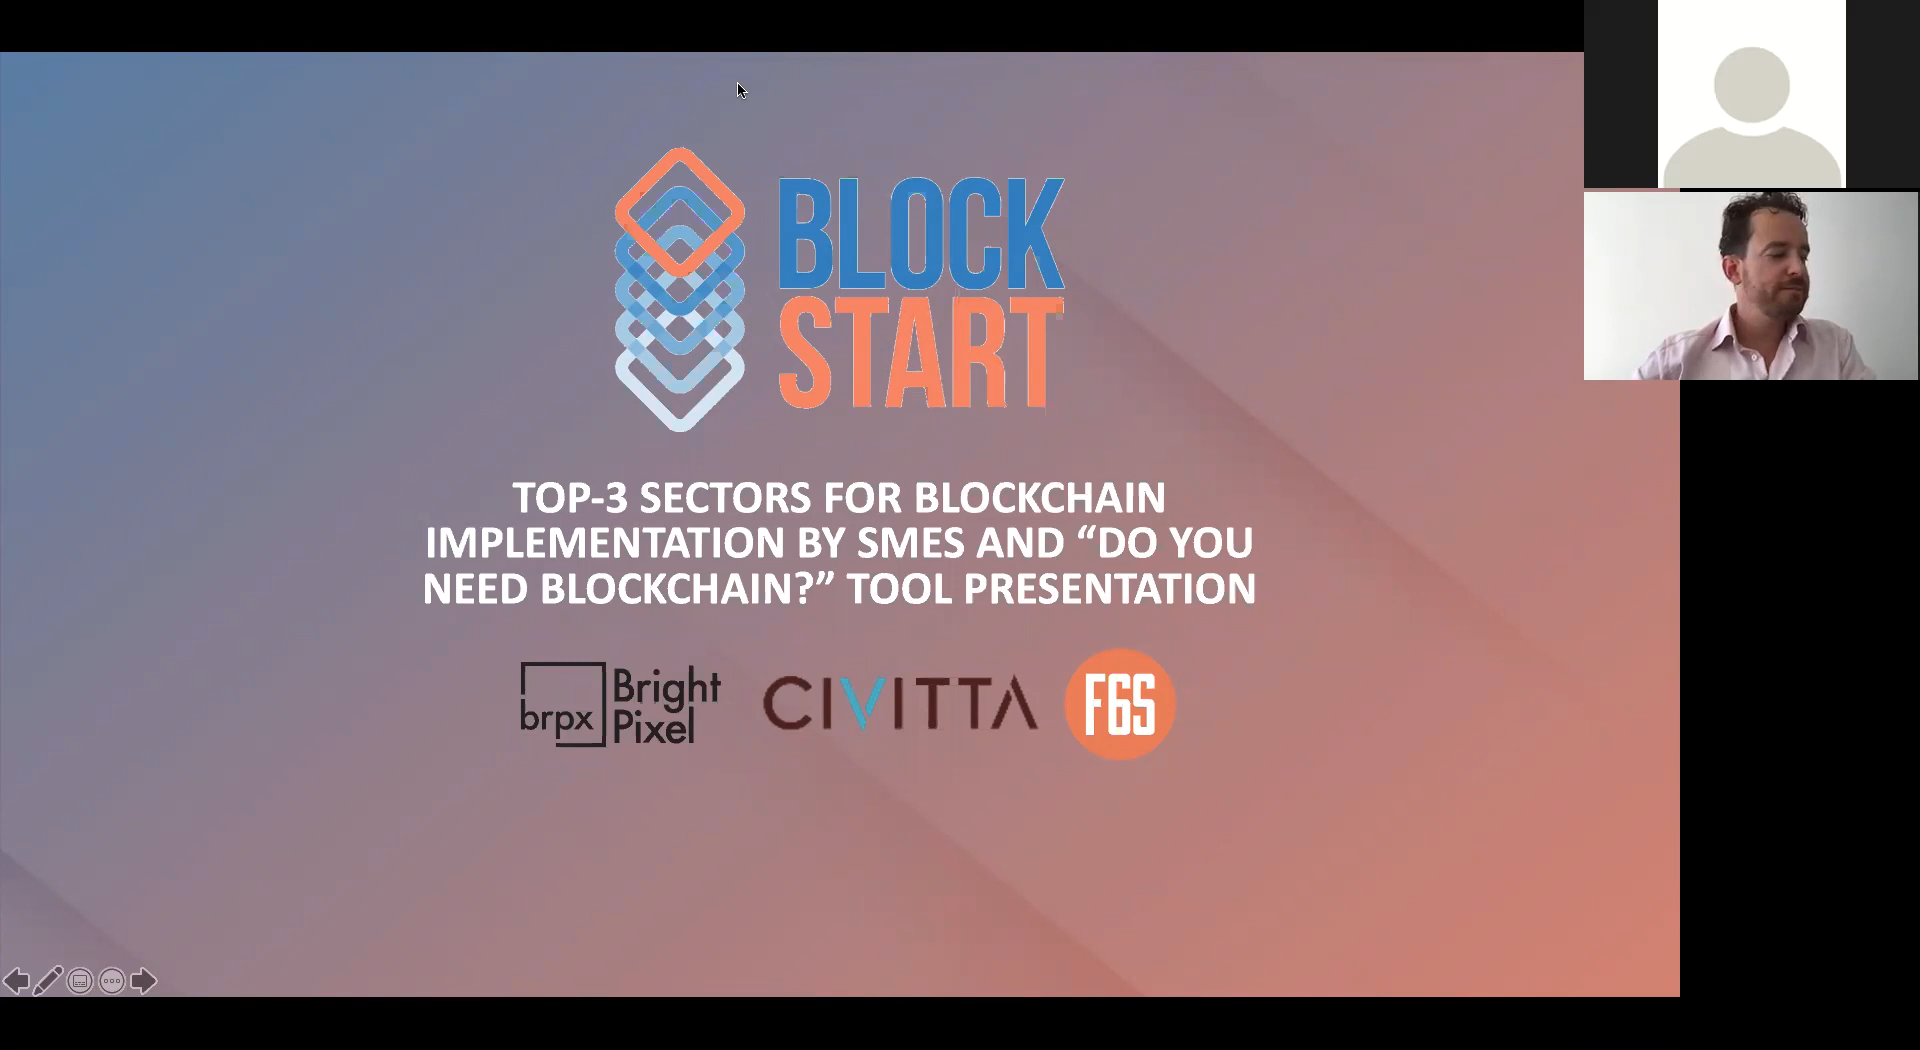 BLOCK
START
TOP-3 SECTORS FOR BLOCKCHAIN
IMPLEMENTATION BY SMES AND “DO YOU
NEED BLOCKCHAIN?” TOOL PRESENTATION
brpx
Bright
Pixel
CIVITTA
F6S